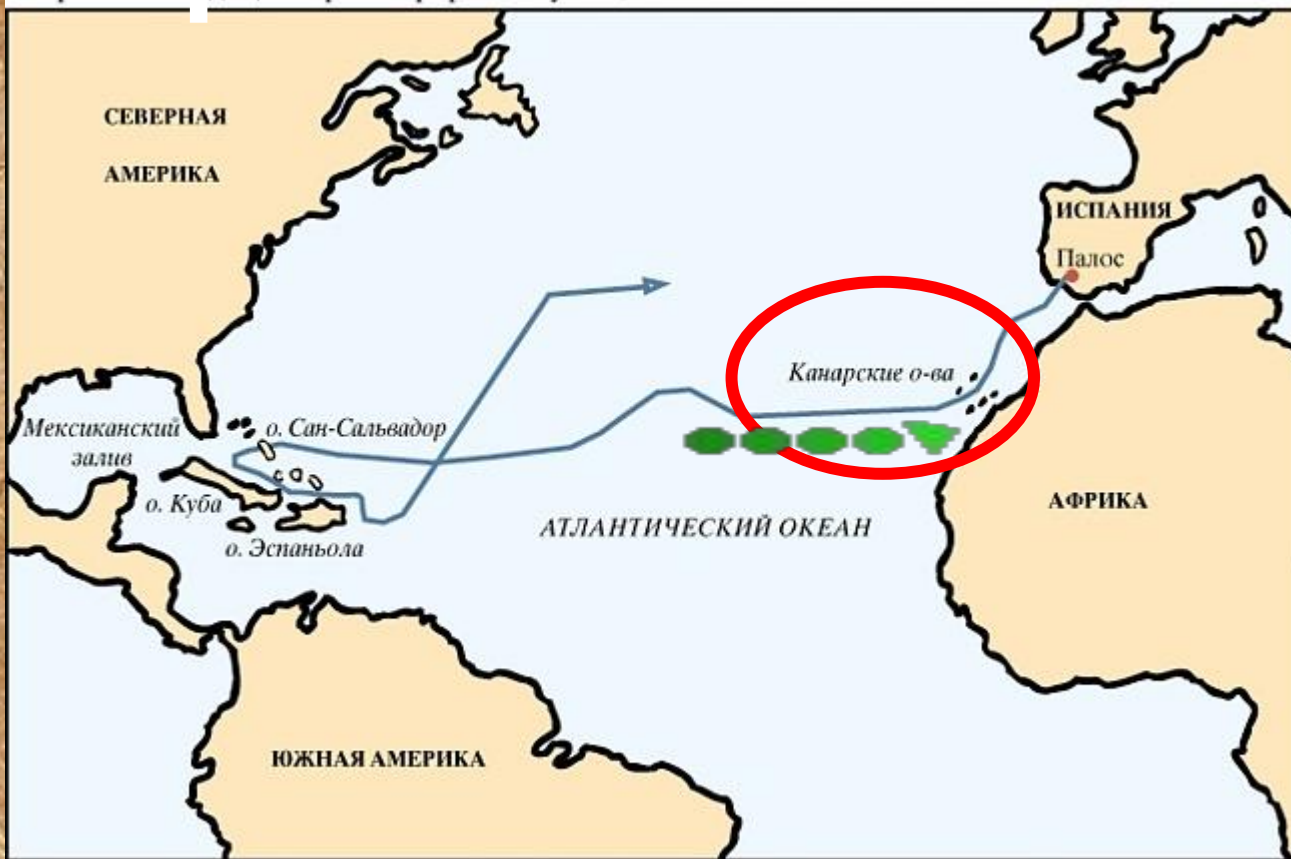 СЕВЕРНАЯ
АМЕРИКА
ИСПАНИЯ
Палос
Канарские о-ва
Мексиканский
залив
о. Сан-Сальвадор
о. Куба
о. Эспаньола
АТЛАНТИЧЕСКИЙ ОКЕАН
АФРИКА
ЮЖНАЯ АМЕРИКА